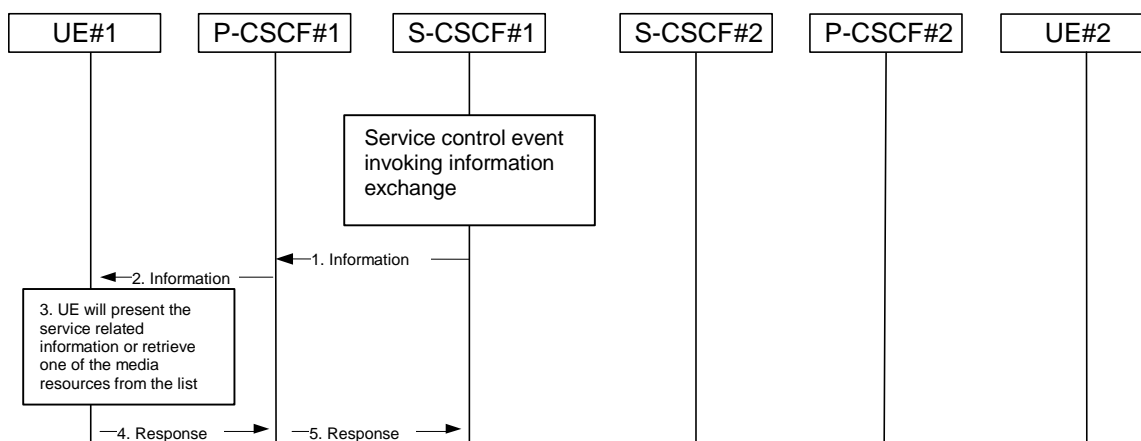 UE#1
P-CSCF#1
S-CSCF#1
S-CSCF#2
P-CSCF#2
UE#2
Service control event
invoking information
exchange
1. Information
2. Information
3. UE will present the
service related
information or retrieve
one of the media
resources from the list
4. Response
5. Response